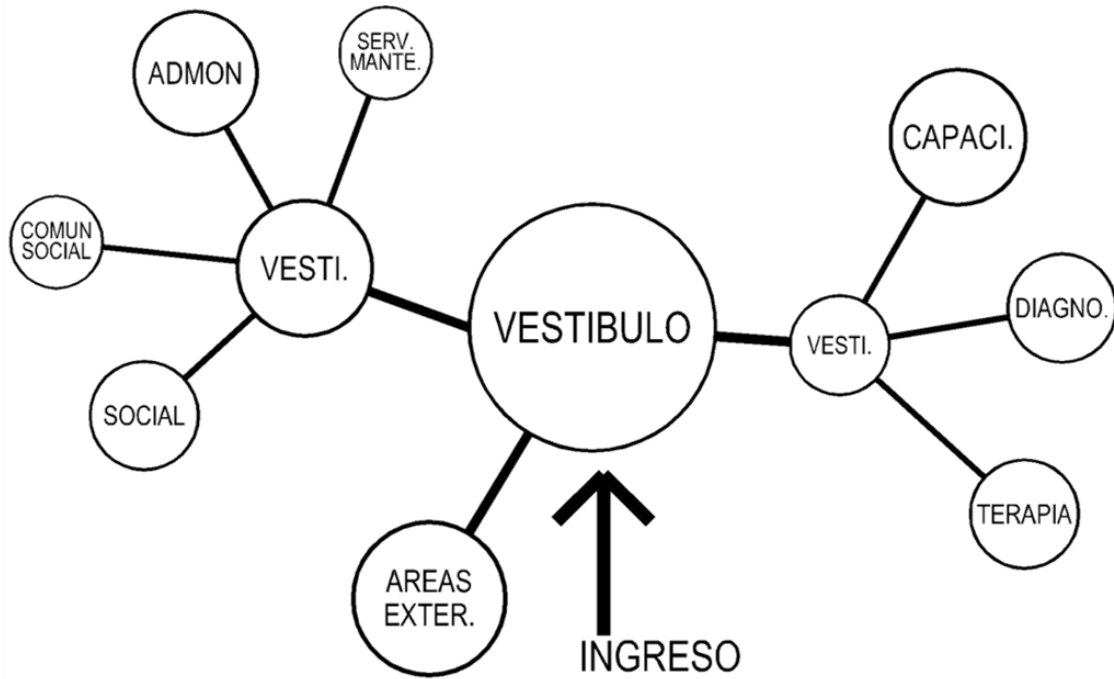 SERV.
MANTE.
ADMON
CAPACI.
COMUN
SOCIAL
VESTI.
DIAGNO.
VESTIBULO
VESTI.
SOCIAL
TERAPIA
AREAS
EXTER.
INGRESO